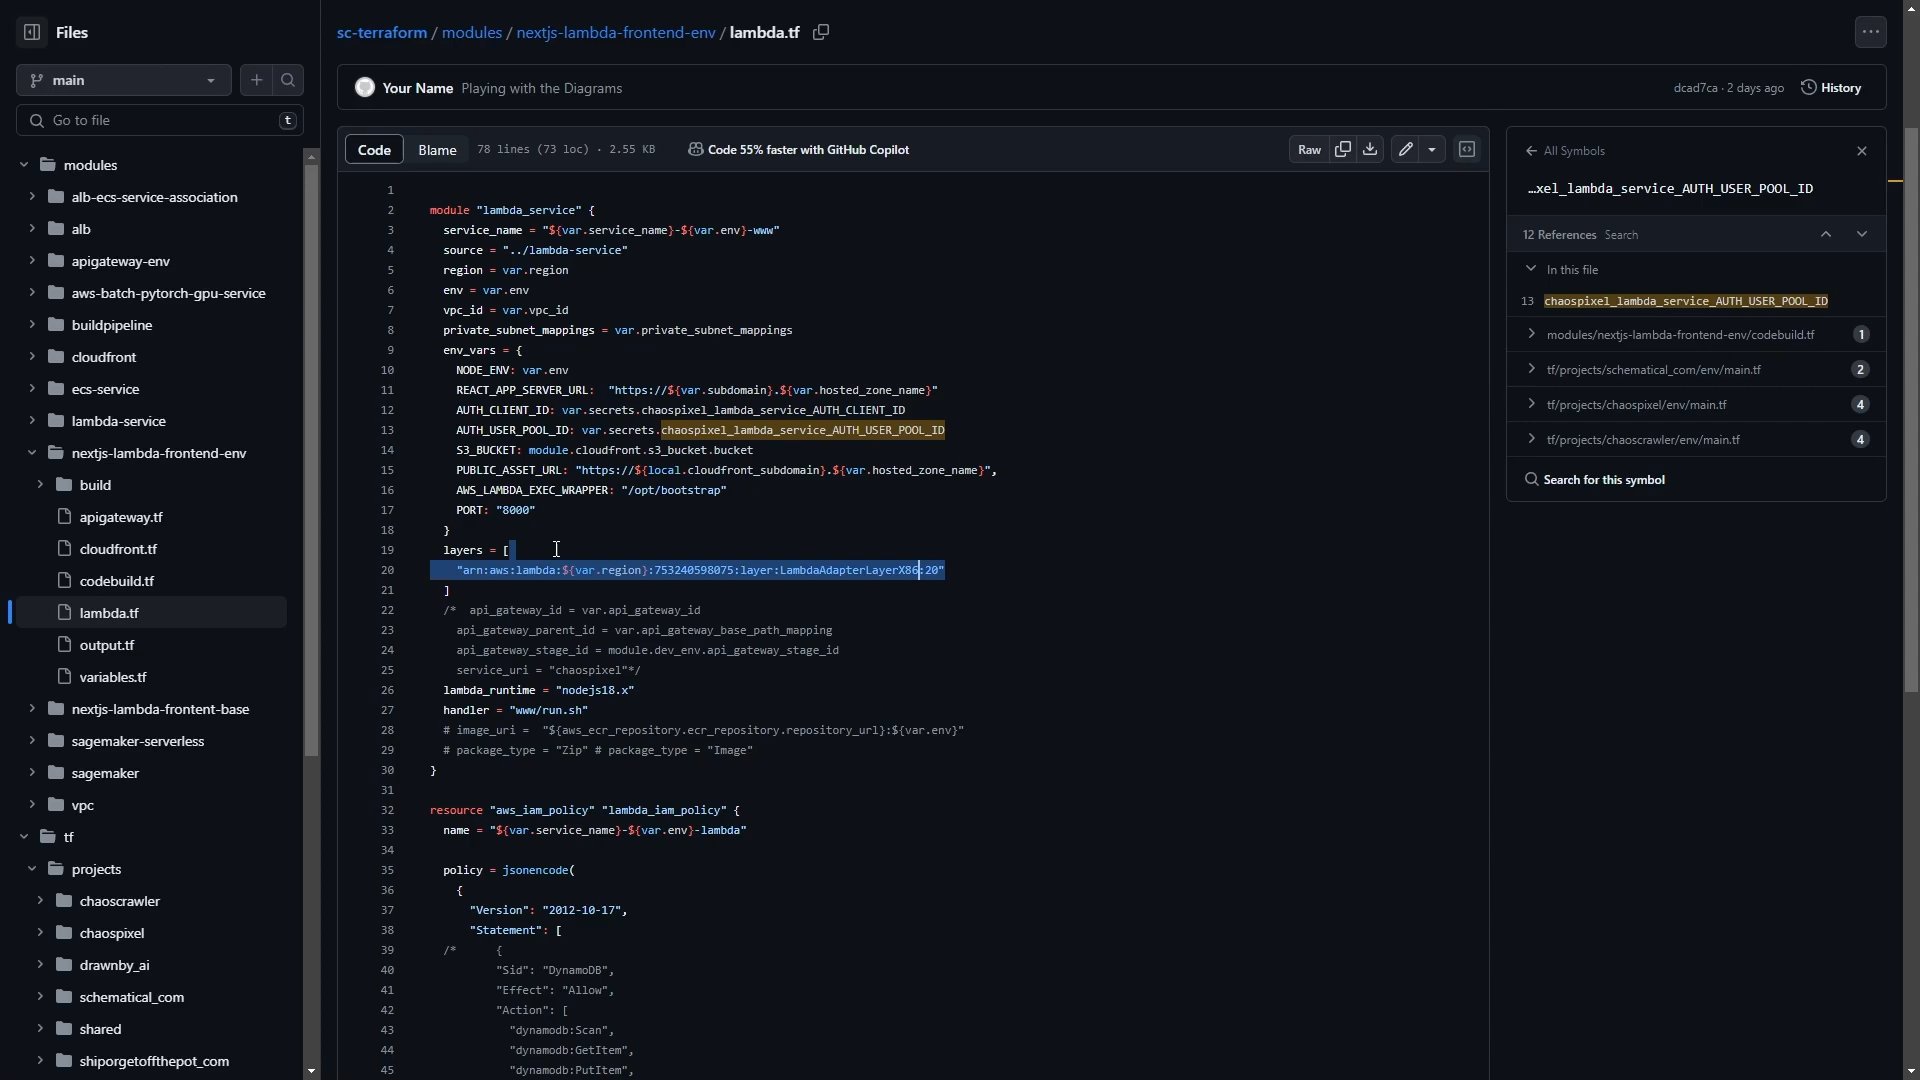 Files
main
Go to file
t
modules
alb-ecs-service-association
alb
apigateway-env
aws-batch-pytorch-gpu-service
buildpipeline
cloudfront
ecs-service
lambda-service
nextjs-lambda-frontend-env
build
apigateway.tf
cloudfront.tf
codebuild.tf
lambda.tf
output.tf
variables.tf
nextjs-lambda-frontent-base
sagemaker-serverless
sagemaker
vpc
tf
projects
chaoscrawler
chaospixel
drawnby_ai
schematical_com
shared
shiporgetoffthepot_com
sc-terraform / modules / nextjs-lambda-frontend-env / lambda.tf
Your Name Playing with the Diagrams
dcad7ca · 2 days ago History
Code Blame 78 lines (73 loc) · 2.55 KB Code 55% faster with GitHub Copilot Raw
1
2 module "lambda_service" {
3 service_name = "${var.service_name}-${var.env}-www"
4 source = "../lambda-service"
5 region = var.region
6 env = var.env
7 vpc_id = var.vpc_id
8 private_subnet_mappings = var.private_subnet_mappings
9 env_vars = {
10 NODE_ENV: var.env
11 REACT_APP_SERVER_URL:  "https://${var.subdomain}.${var.hosted_zone_name}"
12 AUTH_CLIENT_ID: var.secrets.chaospixel_lambda_service_AUTH_CLIENT_ID
13 AUTH_USER_POOL_ID: var.secrets.chaospixel_lambda_service_AUTH_USER_POOL_ID
14 S3_BUCKET: module.cloudfront.s3_bucket.bucket
15 PUBLIC_ASSET_URL: "https://${local.cloudfront_subdomain}.${var.hosted_zone_name}",
16 AWS_LAMBDA_EXEC_WRAPPER: "/opt/bootstrap"
17 PORT: "8000"
18 }
19 layers = [
20 "arn:aws:lambda:${var.region}:753240598075:layer:LambdaAdapterLayerX86:20"
21 ]
22 /*  api_gateway_id = var.api_gateway_id
23 api_gateway_parent_id = var.api_gateway_base_path_mapping
24 api_gateway_stage_id = module.dev_env.api_gateway_stage_id
25 service_uri = "chaospixel"*/
26 lambda_runtime = "nodejs18.x"
27 handler = "www/run.sh"
28 # image_uri =  "${aws_ecr_repository.ecr_repository.repository_url}:${var.env}"
29 # package_type = "Zip" # package_type = "Image"
30 }
31
32 resource "aws_iam_policy" "lambda_iam_policy" {
33 name = "${var.service_name}-${var.env}-lambda"
34
35 policy = jsonencode(
36 {
37 "Version": "2012-10-17",
38 "Statement": [
39 /*      {
40 "Sid": "DynamoDB",
41 "Effect": "Allow",
42 "Action": [
43 "dynamodb:Scan",
44 "dynamodb:GetItem",
45 "dynamodb:PutItem",
All Symbols
…xel_lambda_service_AUTH_USER_POOL_ID
12 References Search
In this file
13 chaospixel_lambda_service_AUTH_USER_POOL_ID
modules/nextjs-lambda-frontend-env/codebuild.tf 1
tf/projects/schematical_com/env/main.tf 2
tf/projects/chaospixel/env/main.tf 4
tf/projects/chaoscrawler/env/main.tf 4
Search for this symbol